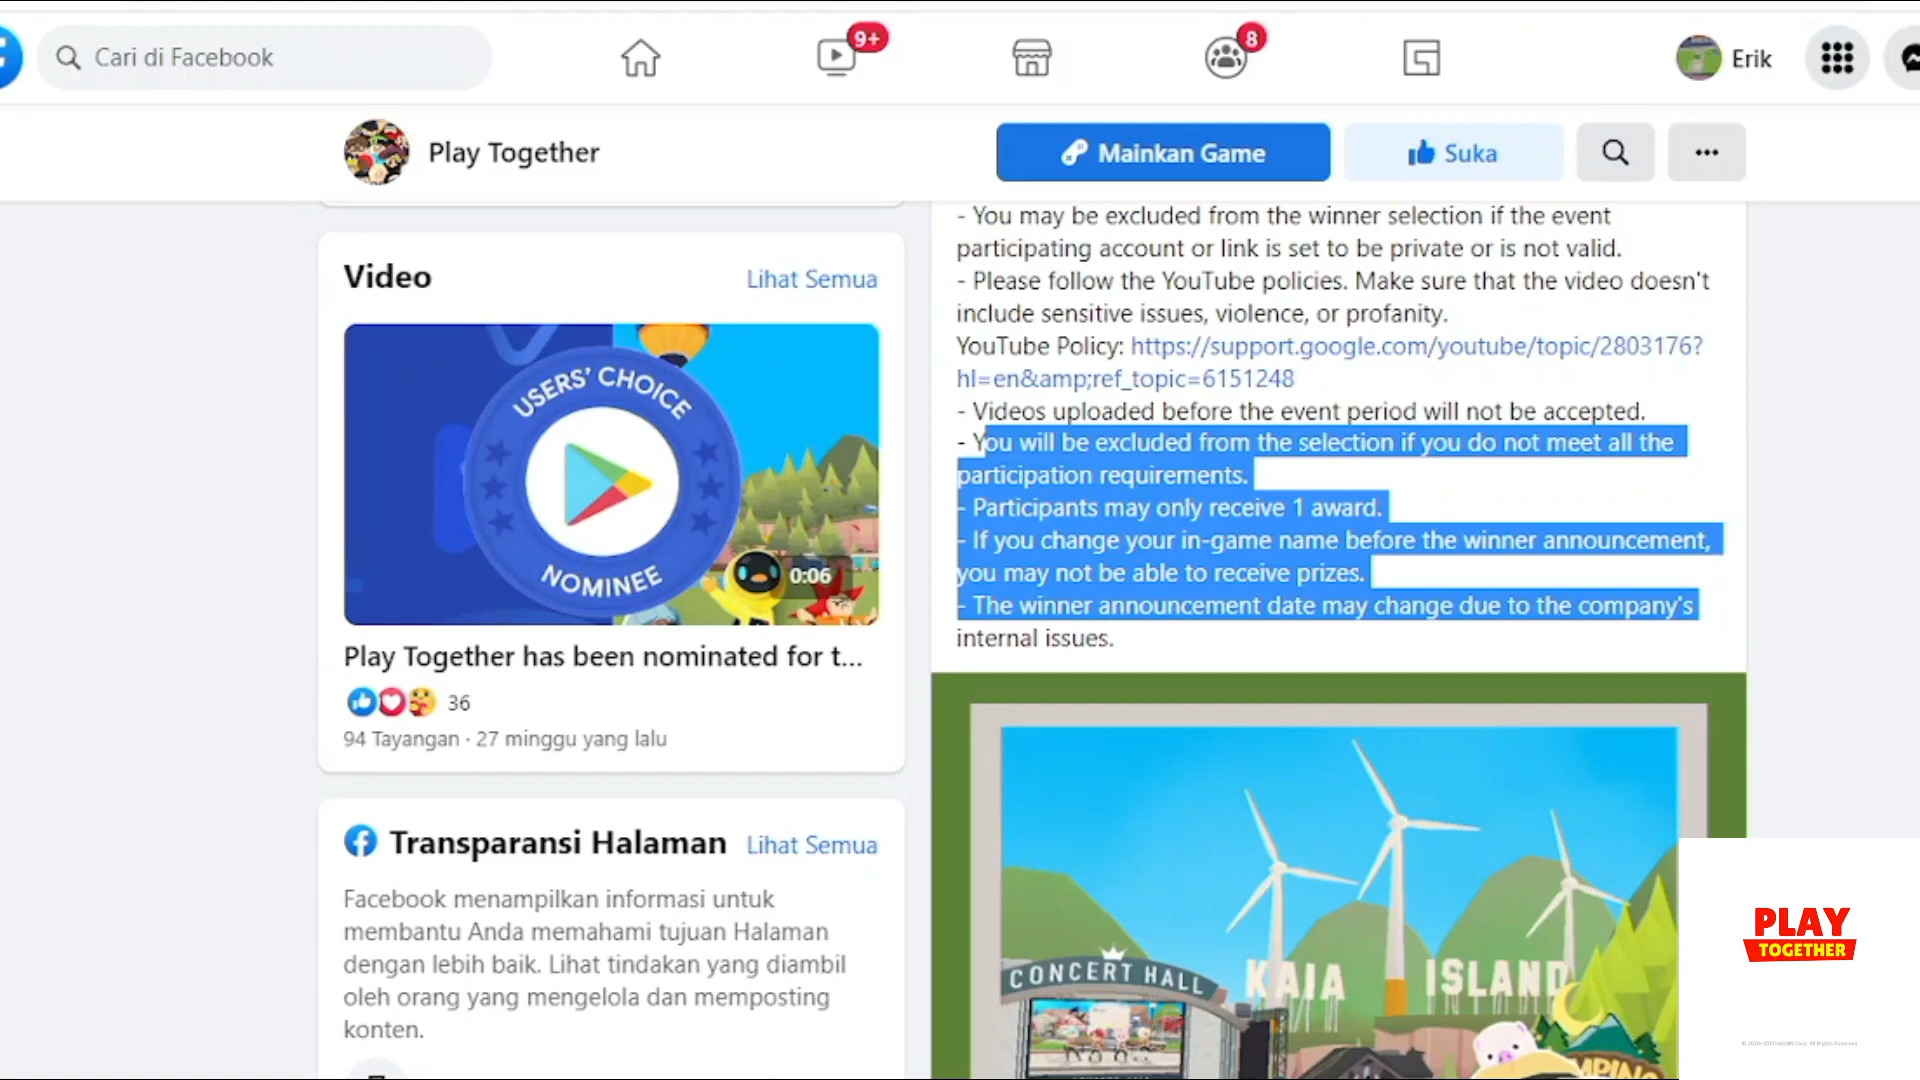 Cari di Facebook
9+
8
Erik
Play Together
Mainkan Game
Suka
Video
Lihat Semua
USERS' CHOICE
NOMINEE
0:06
Play Together has been nominated for t...
36
94 Tayangan · 27 minggu yang lalu
Transparansi Halaman
Lihat Semua
Facebook menampilkan informasi untuk
membantu Anda memahami tujuan Halaman
dengan lebih baik. Lihat tindakan yang diambil
oleh orang yang mengelola dan memposting
konten.
- You may be excluded from the winner selection if the event
participating account or link is set to be private or is not valid.
- Please follow the YouTube policies. Make sure that the video doesn't
include sensitive issues, violence, or profanity.
YouTube Policy: https://support.google.com/youtube/topic/2803176?
hl=en&amp;ref_topic=6151248
- Videos uploaded before the event period will not be accepted.
- You will be excluded from the selection if you do not meet all the
participation requirements.
- Participants may only receive 1 award.
- If you change your in-game name before the winner announcement,
you may not be able to receive prizes.
- The winner announcement date may change due to the company's
internal issues.
CONCERT HALL
KAIA ISLAND
PLAY
TOGETHER